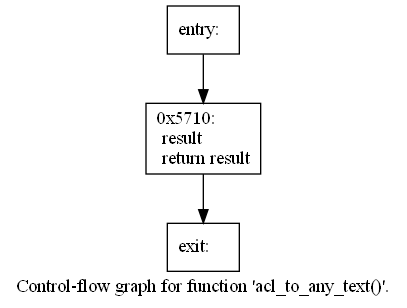 entry:
0x5710:
result
return result
exit:
Control-flow graph for function 'acl_to_any_text()'.